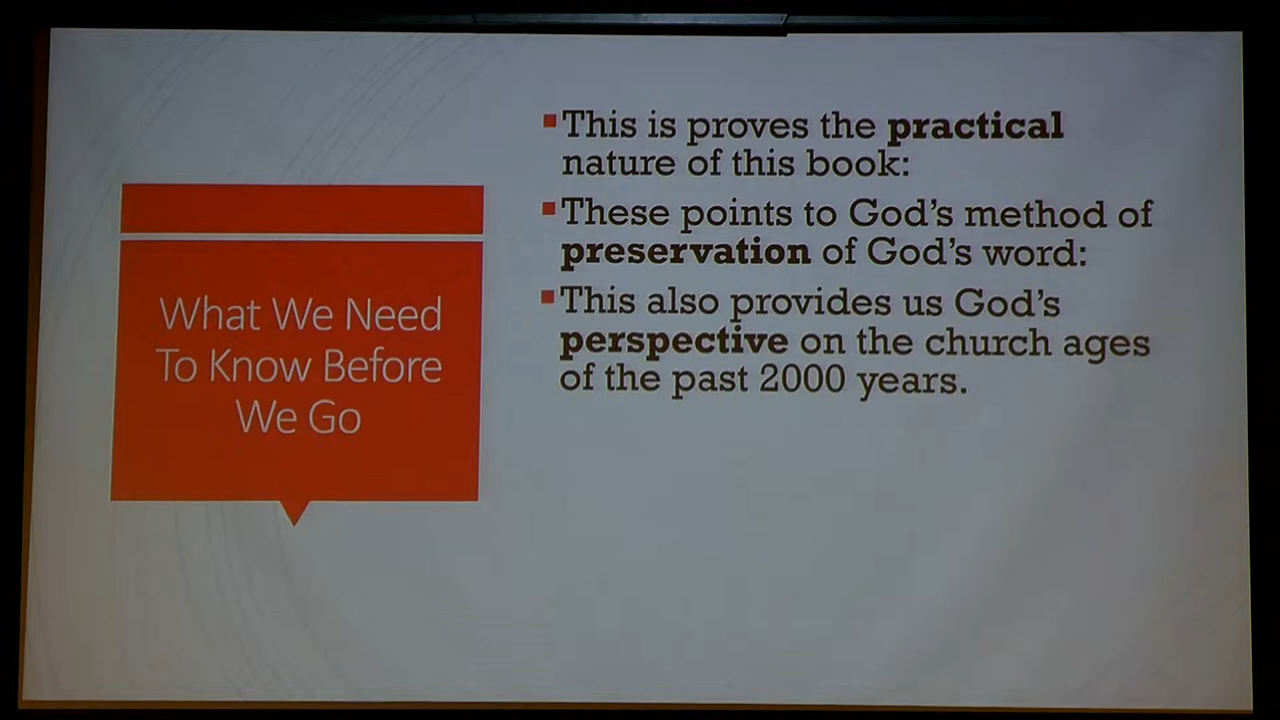 What We Need
To Know Before
We Go
This is proves the practical
nature of this book:
These points to God's method of
preservation of God's word:
This also provides us God's
perspective on the church ages
of the past 2000 years.